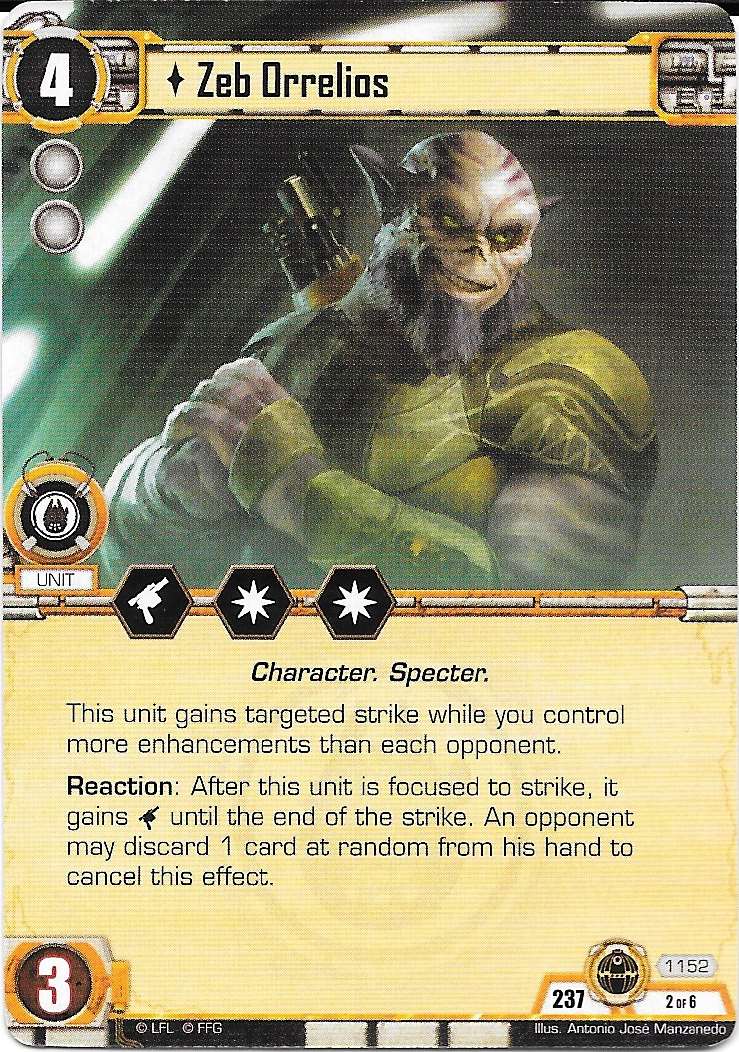 4
Zeb Orrelios
UNIT
Character. Specter.
This unit gains targeted strike while you control
more enhancements than each opponent.
Reaction: After this unit is focused to strike, it
gains until the end of the strike. An opponent
may discard 1 card at random from his hand to
cancel this effect.
3
1152
237
2 OF 6
© LFL © FFG
Illus. Antonio José Manzanedo